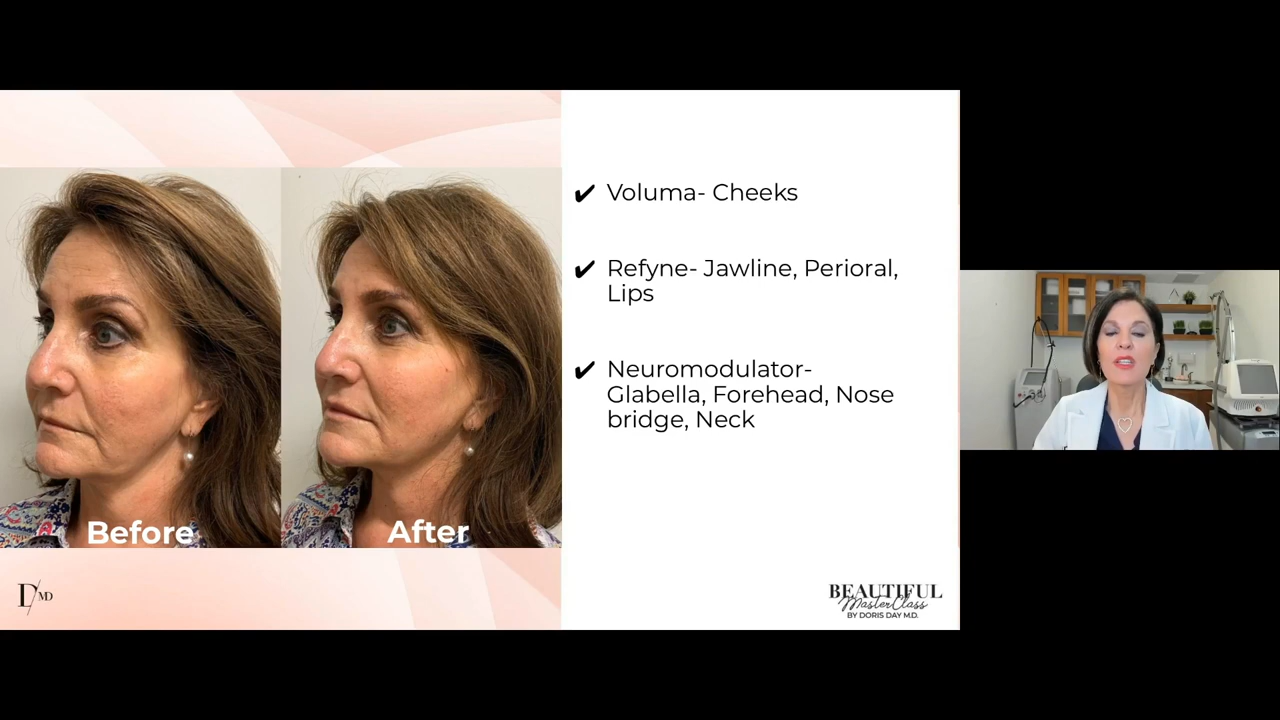 ✔ Voluma- Cheeks
✔ Refyne- Jawline, Perioral,
Lips
✔ Neuromodulator-
Glabella, Forehead, Nose
bridge, Neck
Before
After
D/MD
BEAUTIFUL
MasterClass
BY DORIS DAY M.D.